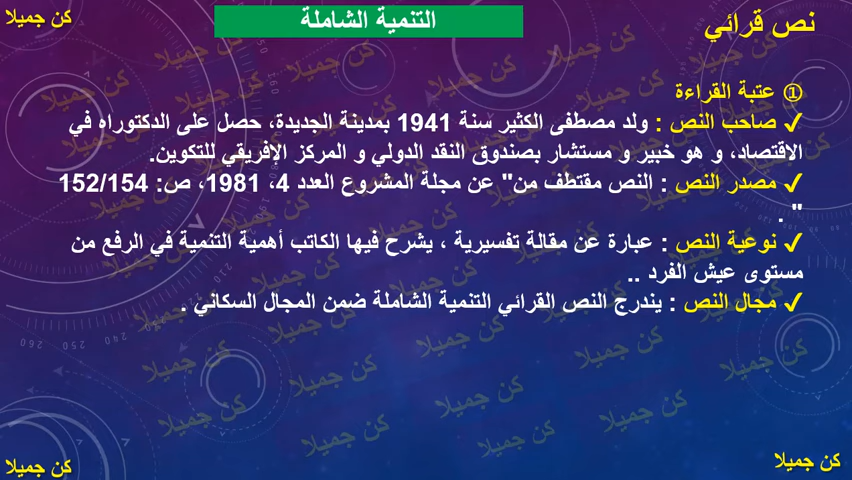 كن جميلا
التنمية الشاملة
نص قرائي
① عتبة القراءة
✓ صاحب النص : ولد مصطفى الكثير سنة 1941 بمدينة الجديدة، حصل على الدكتوراه في
الاقتصاد، و هو خبير و مستشار بصندوق النقد الدولي و المركز الإفريقي للتكوين.
✓ مصدر النص : النص مقتطف من" عن مجلة المشروع العدد 4، 1981، ص: 152/154
" .
✓ نوعية النص : عبارة عن مقالة تفسيرية ، يشرح فيها الكاتب أهمية التنمية في الرفع من
مستوى عيش الفرد ..
✓ مجال النص : يندرج النص القرائي التنمية الشاملة ضمن المجال السكاني .
كن جميلا
كن جميلا